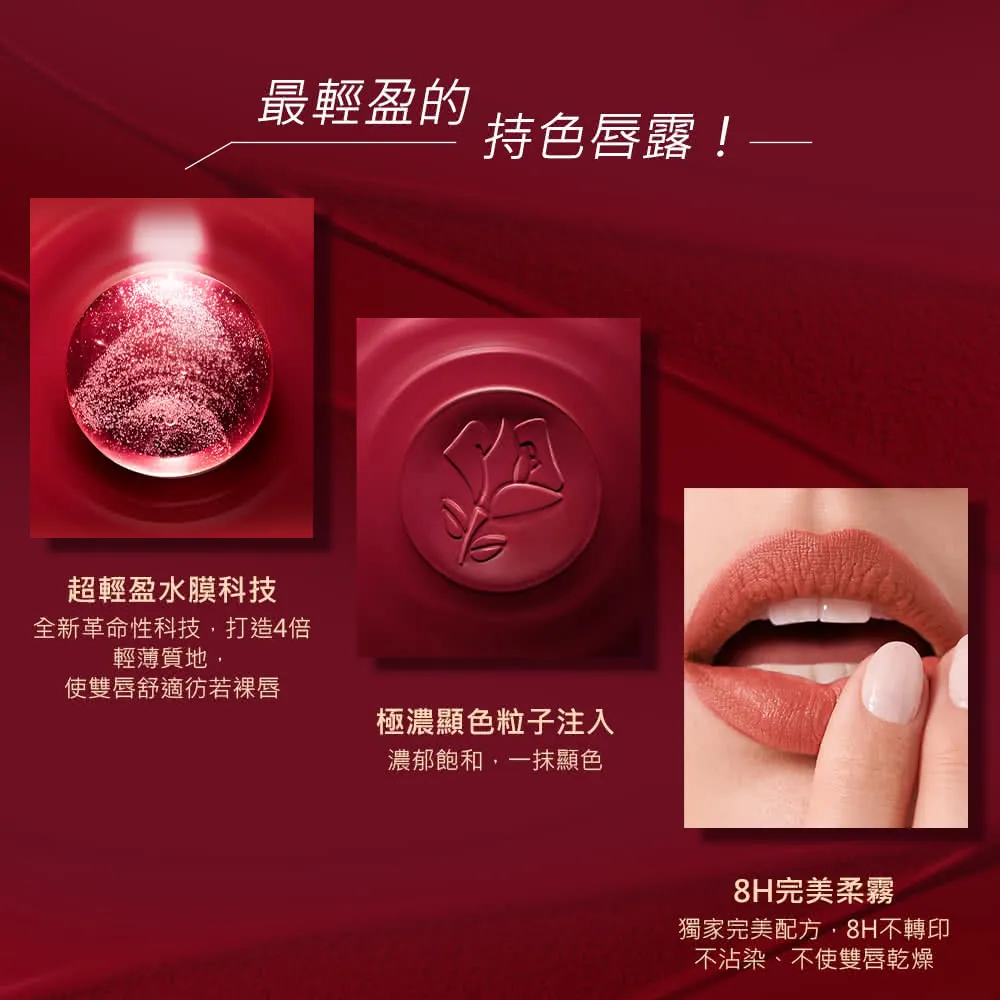 最輕盈的
持色唇露！
超輕盈水膜科技
全新革命性科技，打造4倍
輕薄質地，
使雙唇舒適彷若裸唇
極濃顯色粒子注入
濃郁飽和，一抹顯色
8H完美柔霧
獨家完美配方，8H不轉印
不沾染、不使雙唇乾燥